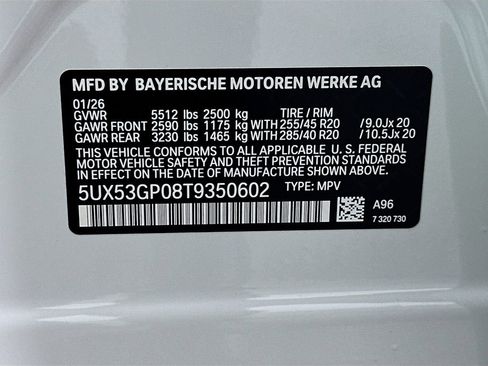 MFD BY BAYERISCHE MOTOREN WERKE AG
01/26
GVWR 5512 lbs 2500 kg TIRE / RIM
GAWR FRONT 2590 lbs 1175 kg WITH 255/45 R20 /9.0Jx 20
GAWR REAR 3230 lbs 1465 kg WITH 285/40 R20 /10.5Jx 20
THIS VEHICLE CONFORMS TO ALL APPLICABLE U. S. FEDERAL
MOTOR VEHICLE SAFETY AND THEFT PREVENTION STANDARDS
IN EFFECT ON THE DATE OF MANUFACTURE SHOWN ABOVE.
5UX53GP08T9350602 TYPE: MPV
A96
7 320 730